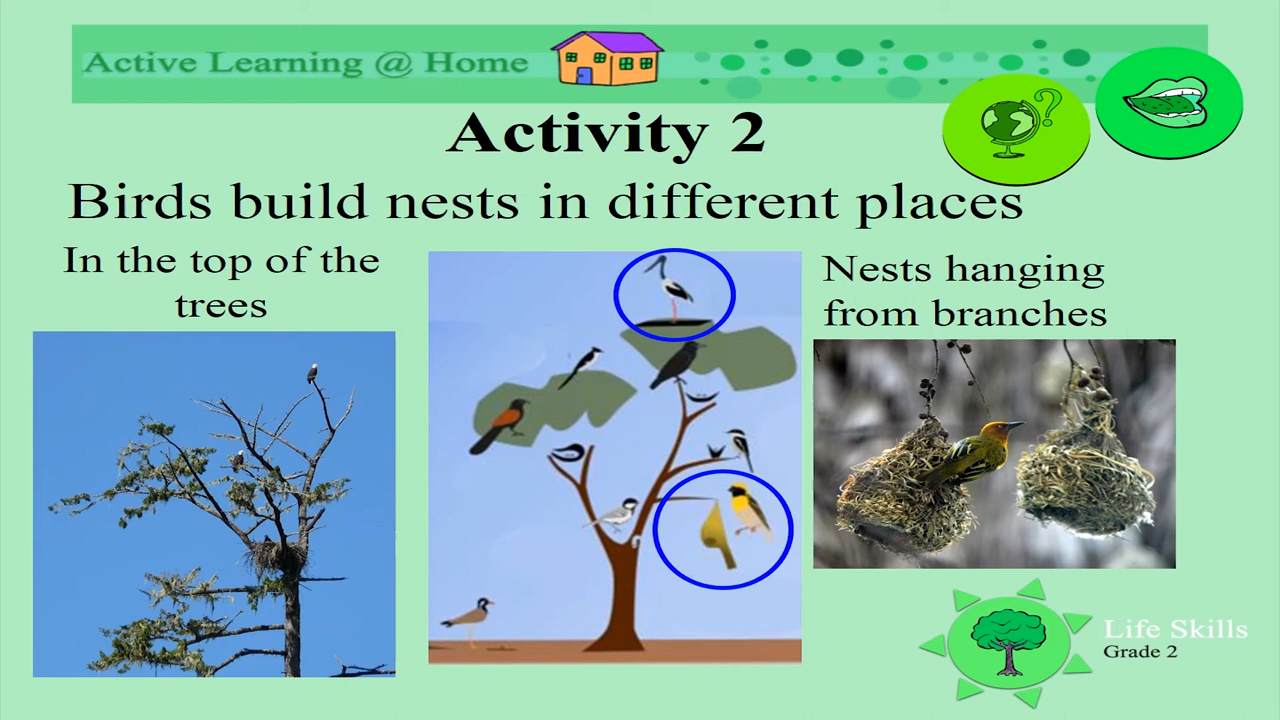 Active Learning @ Home
Activity 2
Birds build nests in different places
In the top of the
trees
Nests hanging
from branches
Life Skills
Grade 2